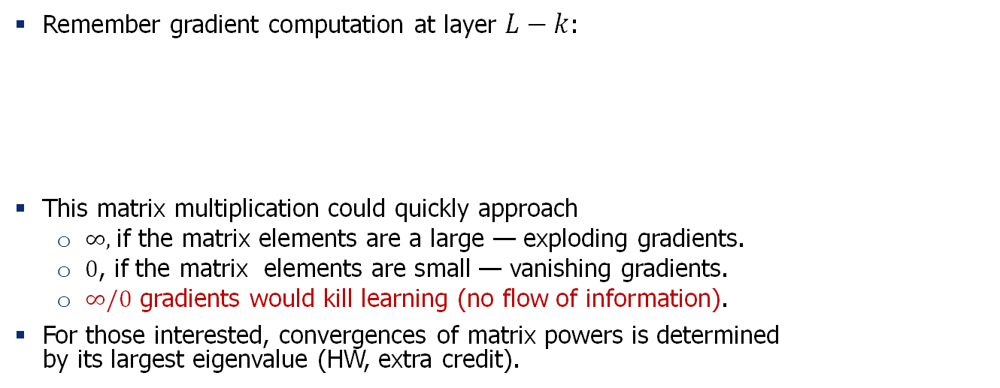 ▪ Remember gradient computation at layer L − k:
▪ This matrix multiplication could quickly approach
○ ∞, if the matrix elements are a large — exploding gradients.
○ 0, if the matrix elements are small — vanishing gradients.
○ ∞/0 gradients would kill learning (no flow of information).
▪ For those interested, convergences of matrix powers is determined
by its largest eigenvalue (HW, extra credit).